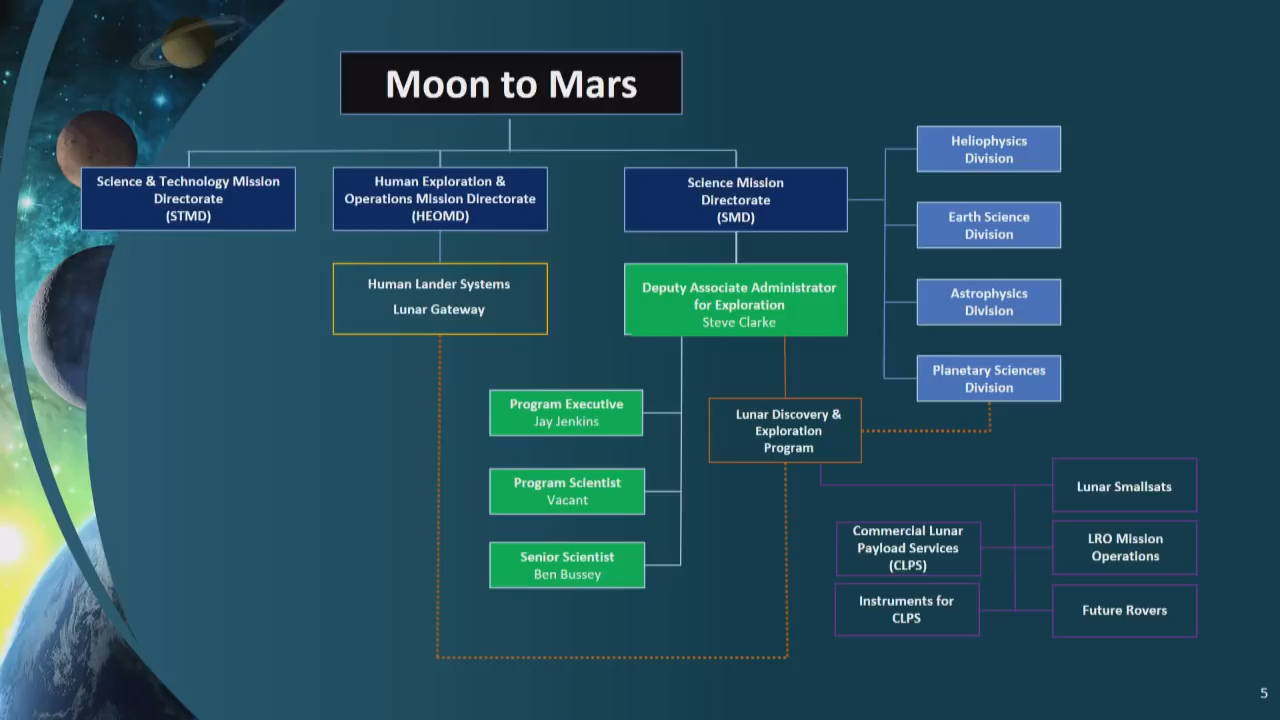 Moon to Mars
Science & Technology Mission
Directorate
(STMD)
Human Exploration &
Operations Mission Directorate
(HEOMD)
Science Mission
Directorate
(SMD)
Heliophysics
Division
Earth Science
Division
Astrophysics
Division
Planetary Sciences
Division
Human Lander Systems
Lunar Gateway
Deputy Associate Administrator
for Exploration
Steve Clarke
Program Executive
Jay Jenkins
Program Scientist
Vacant
Senior Scientist
Ben Bussey
Lunar Discovery &
Exploration
Program
Commercial Lunar
Payload Services
(CLPS)
Instruments for
CLPS
Lunar Smallsats
LRO Mission
Operations
Future Rovers
5